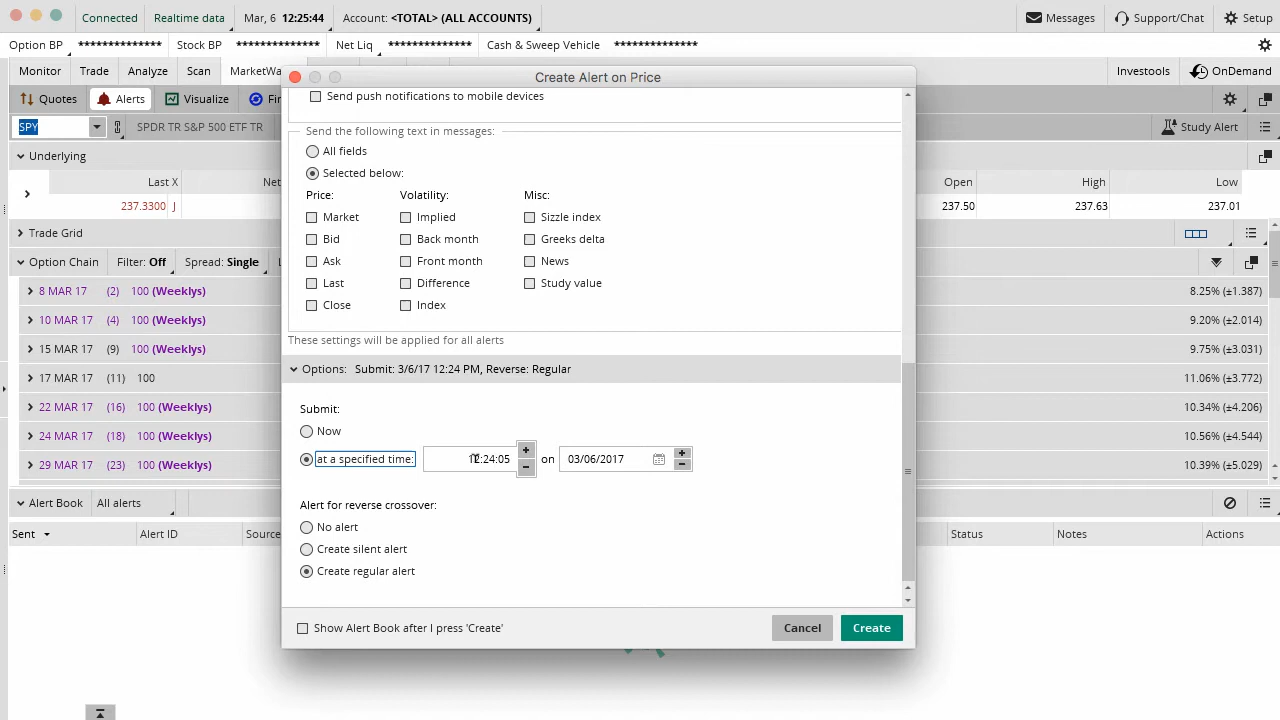 Connected Realtime data Mar, 6 12:25:44 Account: <TOTAL> (ALL ACCOUNTS) Messages Support/Chat Setup
Option BP ************** Stock BP ************** Net Liq ************** Cash & Sweep Vehicle **************
Monitor Trade Analyze Scan MarketWa Investools OnDemand
Create Alert on Price
Quotes Alerts Visualize Fi
Send push notifications to mobile devices
SPY SPDR TR S&P 500 ETF TR Study Alert
Send the following text in messages:
All fields
Underlying
Selected below:
Last X Net Open High Low
237.3300 J 237.50 237.63 237.01
Price: Volatility: Misc:
Market Implied Sizzle index
Trade Grid
Bid Back month Greeks delta
Option Chain Filter: Off Spread: Single
Ask Front month News
Last Difference Study value
Close Index
8 MAR 17 (2) 100 (Weeklys) 8.25% (±1.387)
10 MAR 17 (4) 100 (Weeklys) 9.20% (±2.014)
These settings will be applied for all alerts
15 MAR 17 (9) 100 (Weeklys) 9.75% (±3.031)
Options: Submit: 3/6/17 12:24 PM, Reverse: Regular
17 MAR 17 (11) 100 11.06% (±3.772)
22 MAR 17 (16) 100 (Weeklys) 10.34% (±4.206)
24 MAR 17 (18) 100 (Weeklys) 10.56% (±4.544)
29 MAR 17 (23) 100 (Weeklys) 10.39% (±5.029)
Submit:
Now
at a specified time: 12:24:05 on 03/06/2017
Alert Book All alerts
Alert for reverse crossover:
No alert
Create silent alert
Create regular alert
Sent Alert ID Source Status Notes Actions
Show Alert Book after I press 'Create' Cancel Create